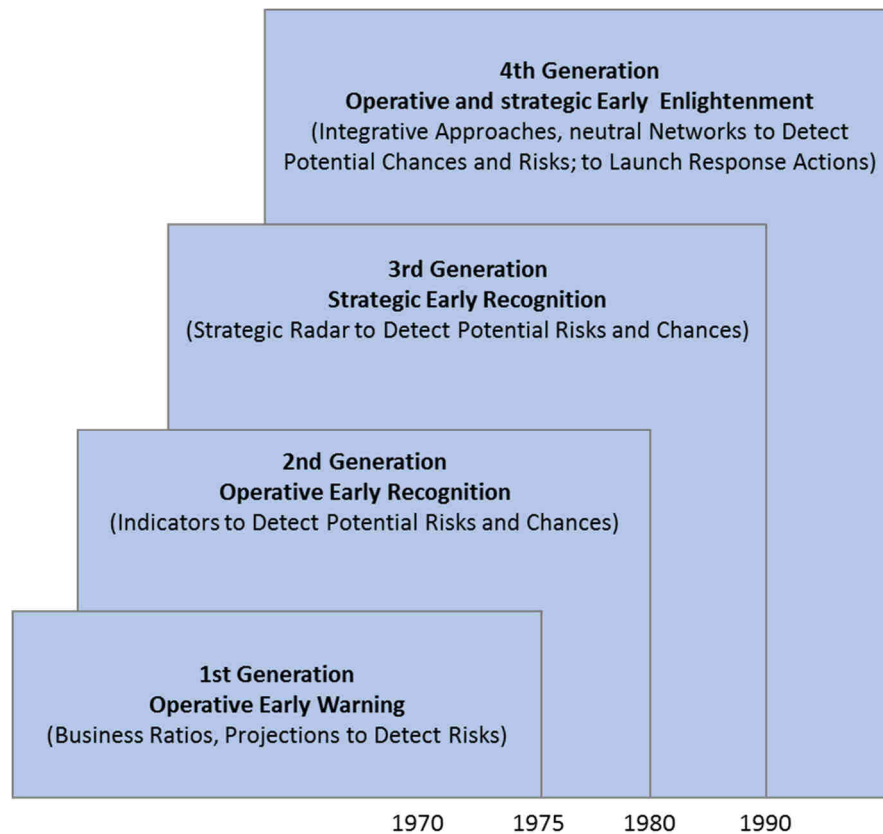 4th Generation
Operative and strategic Early Enlightenment
(Integrative Approaches, neutral Networks to Detect
Potential Chances and Risks; to Launch Response Actions)
3rd Generation
Strategic Early Recognition
(Strategic Radar to Detect Potential Risks and Chances)
2nd Generation
Operative Early Recognition
(Indicators to Detect Potential Risks and Chances)
1st Generation
Operative Early Warning
(Business Ratios, Projections to Detect Risks)
1970 1975 1980 1990